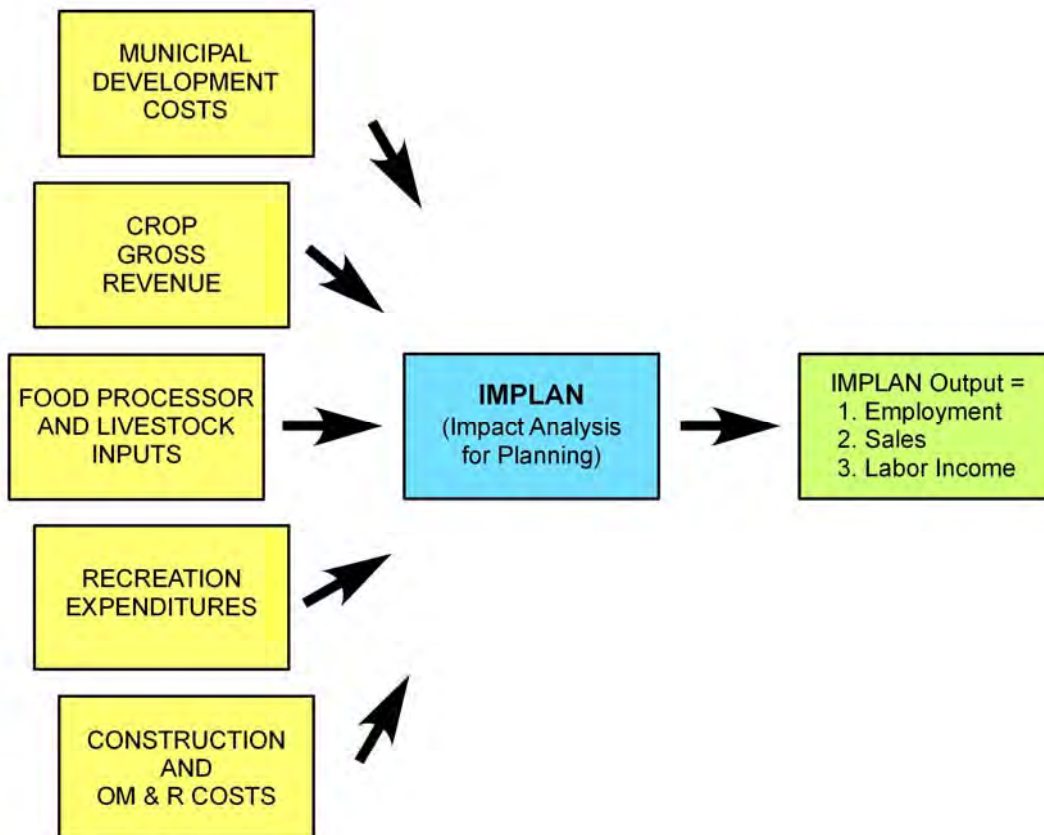 MUNICIPAL
DEVELOPMENT
COSTS
CROP
GROSS
REVENUE
FOOD PROCESSOR
AND LIVESTOCK
INPUTS
RECREATION
EXPENDITURES
CONSTRUCTION
AND
OM & R COSTS
IMPLAN
(Impact Analysis
for Planning)
IMPLAN Output =
1. Employment
2. Sales
3. Labor Income